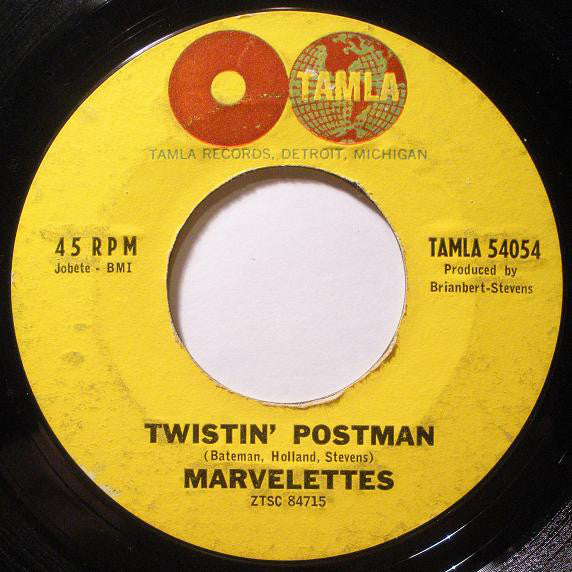 TAMLA
TAMLA RECORDS, DETROIT, MICHIGAN
45 RPM
Jobete - BMI
TAMLA 54054
Produced by
Brianbert-Stevens
TWISTIN' POSTMAN
(Bateman, Holland, Stevens)
MARVELETTES
ZTSC 84715